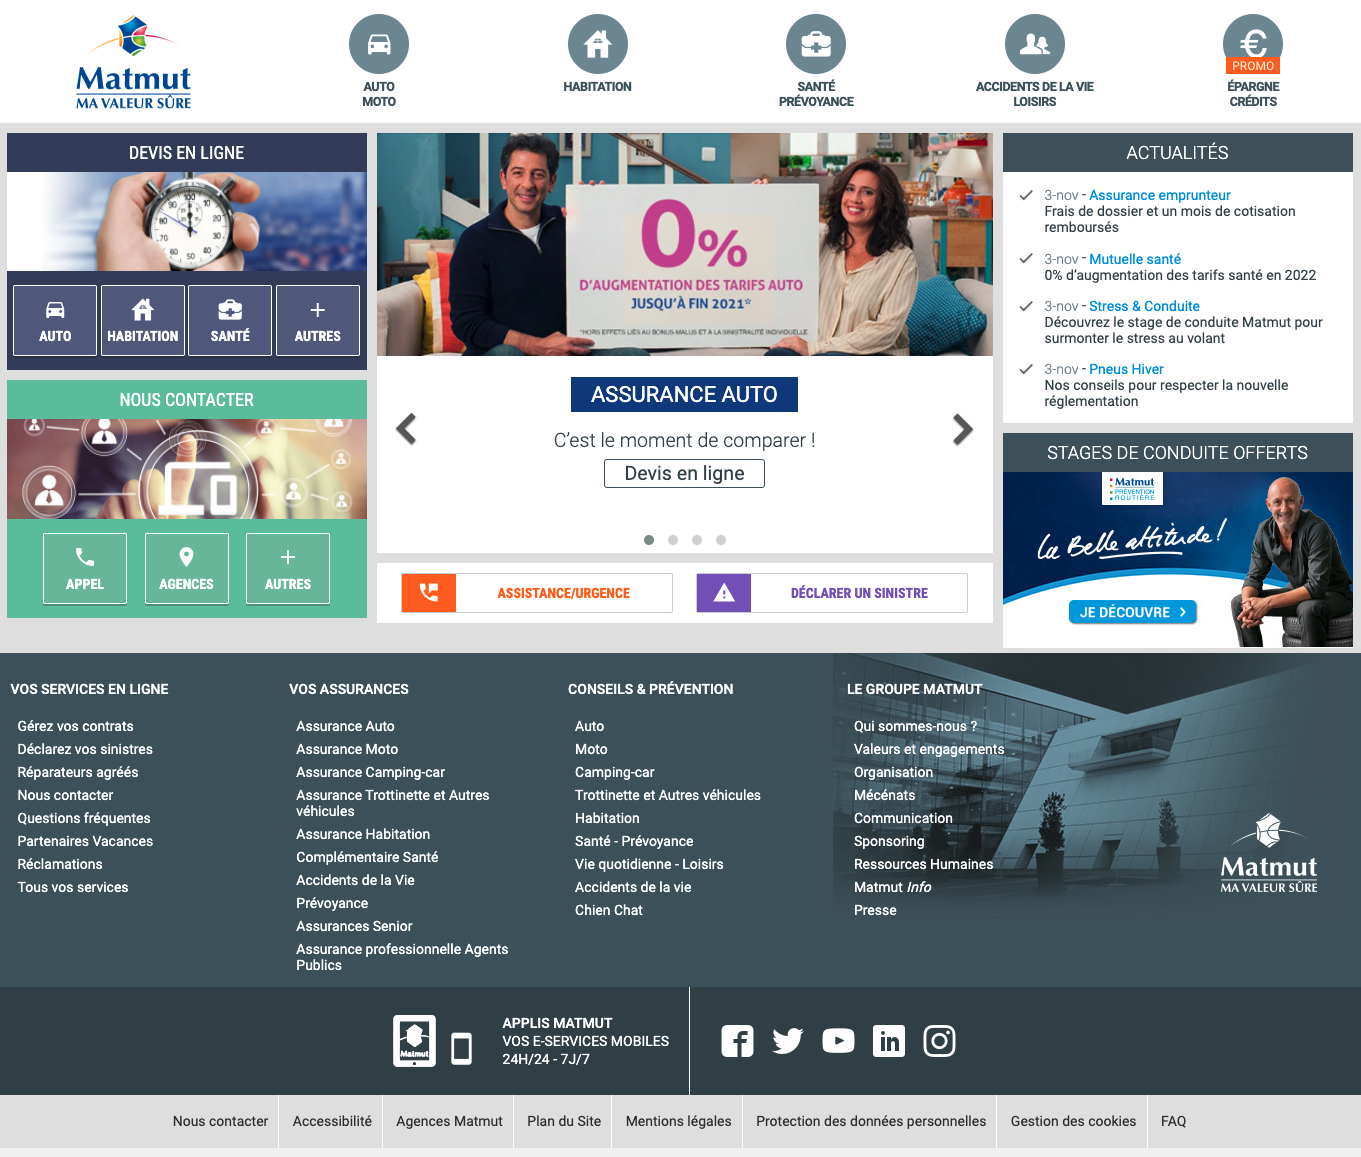 Matmut
MA VALEUR SÛRE
AUTO
MOTO
HABITATION
SANTÉ
PRÉVOYANCE
ACCIDENTS DE LA VIE
LOISIRS
€
PROMO
ÉPARGNE
CRÉDITS
DEVIS EN LIGNE
AUTO
HABITATION
SANTÉ
AUTRES
NOUS CONTACTER
APPEL
AGENCES
AUTRES
0%
D'AUGMENTATION DES TARIFS AUTO
JUSQU'À FIN 2021*
*HORS EFFETS LIÉS AU BONUS-MALUS ET À LA SINISTRALITÉ INDIVIDUELLE.
ASSURANCE AUTO
C'est le moment de comparer !
Devis en ligne
ASSISTANCE/URGENCE
DÉCLARER UN SINISTRE
ACTUALITÉS
3-nov - Assurance emprunteur
Frais de dossier et un mois de cotisation
remboursés
3-nov - Mutuelle santé
0% d'augmentation des tarifs santé en 2022
3-nov - Stress & Conduite
Découvrez le stage de conduite Matmut pour
surmonter le stress au volant
3-nov - Pneus Hiver
Nos conseils pour respecter la nouvelle
réglementation
STAGES DE CONDUITE OFFERTS
Matmut
PRÉVENTION
ROUTIÈRE
la Belle attitude !
JE DÉCOUVRE
VOS SERVICES EN LIGNE
Gérez vos contrats
Déclarez vos sinistres
Réparateurs agréés
Nous contacter
Questions fréquentes
Partenaires Vacances
Réclamations
Tous vos services
VOS ASSURANCES
Assurance Auto
Assurance Moto
Assurance Camping-car
Assurance Trottinette et Autres
véhicules
Assurance Habitation
Complémentaire Santé
Accidents de la Vie
Prévoyance
Assurances Senior
Assurance professionnelle Agents
Publics
CONSEILS & PRÉVENTION
Auto
Moto
Camping-car
Trottinette et Autres véhicules
Habitation
Santé - Prévoyance
Vie quotidienne - Loisirs
Accidents de la vie
Chien Chat
LE GROUPE MATMUT
Qui sommes-nous ?
Valeurs et engagements
Organisation
Mécénats
Communication
Sponsoring
Ressources Humaines
Matmut Info
Presse
Matmut
MA VALEUR SÛRE
Matmut
APPLIS MATMUT
VOS E-SERVICES MOBILES
24H/24 - 7J/7
Nous contacter
Accessibilité
Agences Matmut
Plan du Site
Mentions légales
Protection des données personnelles
Gestion des cookies
FAQ